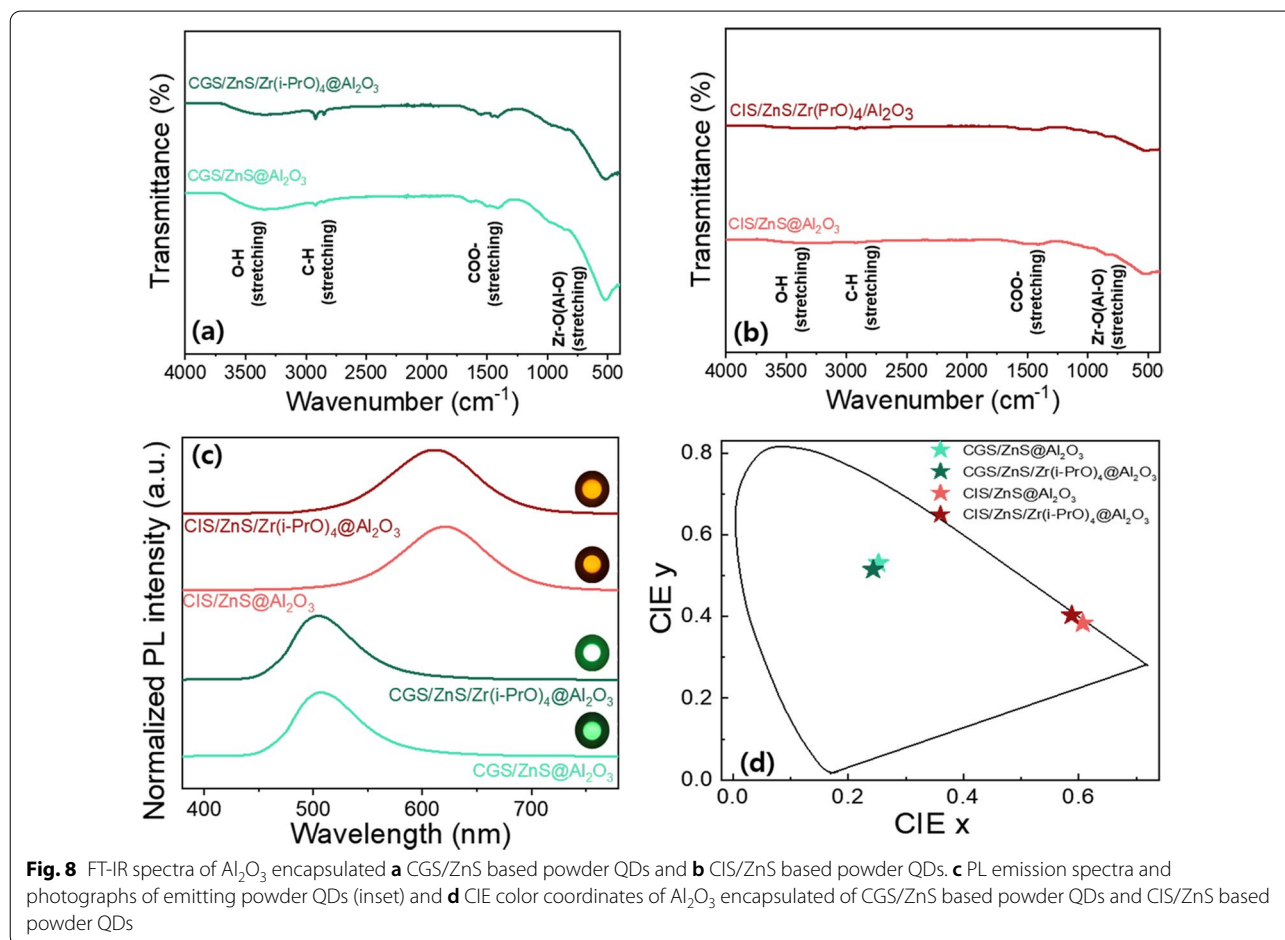 Transmittance (%)
CGS/ZnS/Zr(i-PrO)₄@Al₂O₃
CGS/ZnS@Al₂O₃
O-H
(stretching)
C-H
(stretching)
COO-
(stretching)
Zr-O(Al-O)
(stretching)
(a)
4000 3500 3000 2500 2000 1500 1000 500
Wavenumber (cm⁻¹)
Transmittance (%)
CIS/ZnS/Zr(PrO)₄/Al₂O₃
CIS/ZnS@Al₂O₃
O-H
(stretching)
C-H
(stretching)
COO-
(stretching)
Zr-O(Al-O)
(stretching)
(b)
4000 3500 3000 2500 2000 1500 1000 500
Wavenumber (cm⁻¹)
Normalized PL intensity (a.u.)
(c)
CIS/ZnS/Zr(i-PrO)₄@Al₂O₃
CIS/ZnS@Al₂O₃
CGS/ZnS/Zr(i-PrO)₄@Al₂O₃
CGS/ZnS@Al₂O₃
400 500 600 700
Wavelength (nm)
CIE y
0.8
0.6
0.4
0.2
0.0
CGS/ZnS@Al₂O₃
CGS/ZnS/Zr(i-PrO)₄@Al₂O₃
CIS/ZnS@Al₂O₃
CIS/ZnS/Zr(i-PrO)₄@Al₂O₃
(d)
0.0 0.2 0.4 0.6
CIE x
Fig. 8 FT-IR spectra of Al₂O₃ encapsulated a CGS/ZnS based powder QDs and b CIS/ZnS based powder QDs. c PL emission spectra and
photographs of emitting powder QDs (inset) and d CIE color coordinates of Al₂O₃ encapsulated of CGS/ZnS based powder QDs and CIS/ZnS based
powder QDs